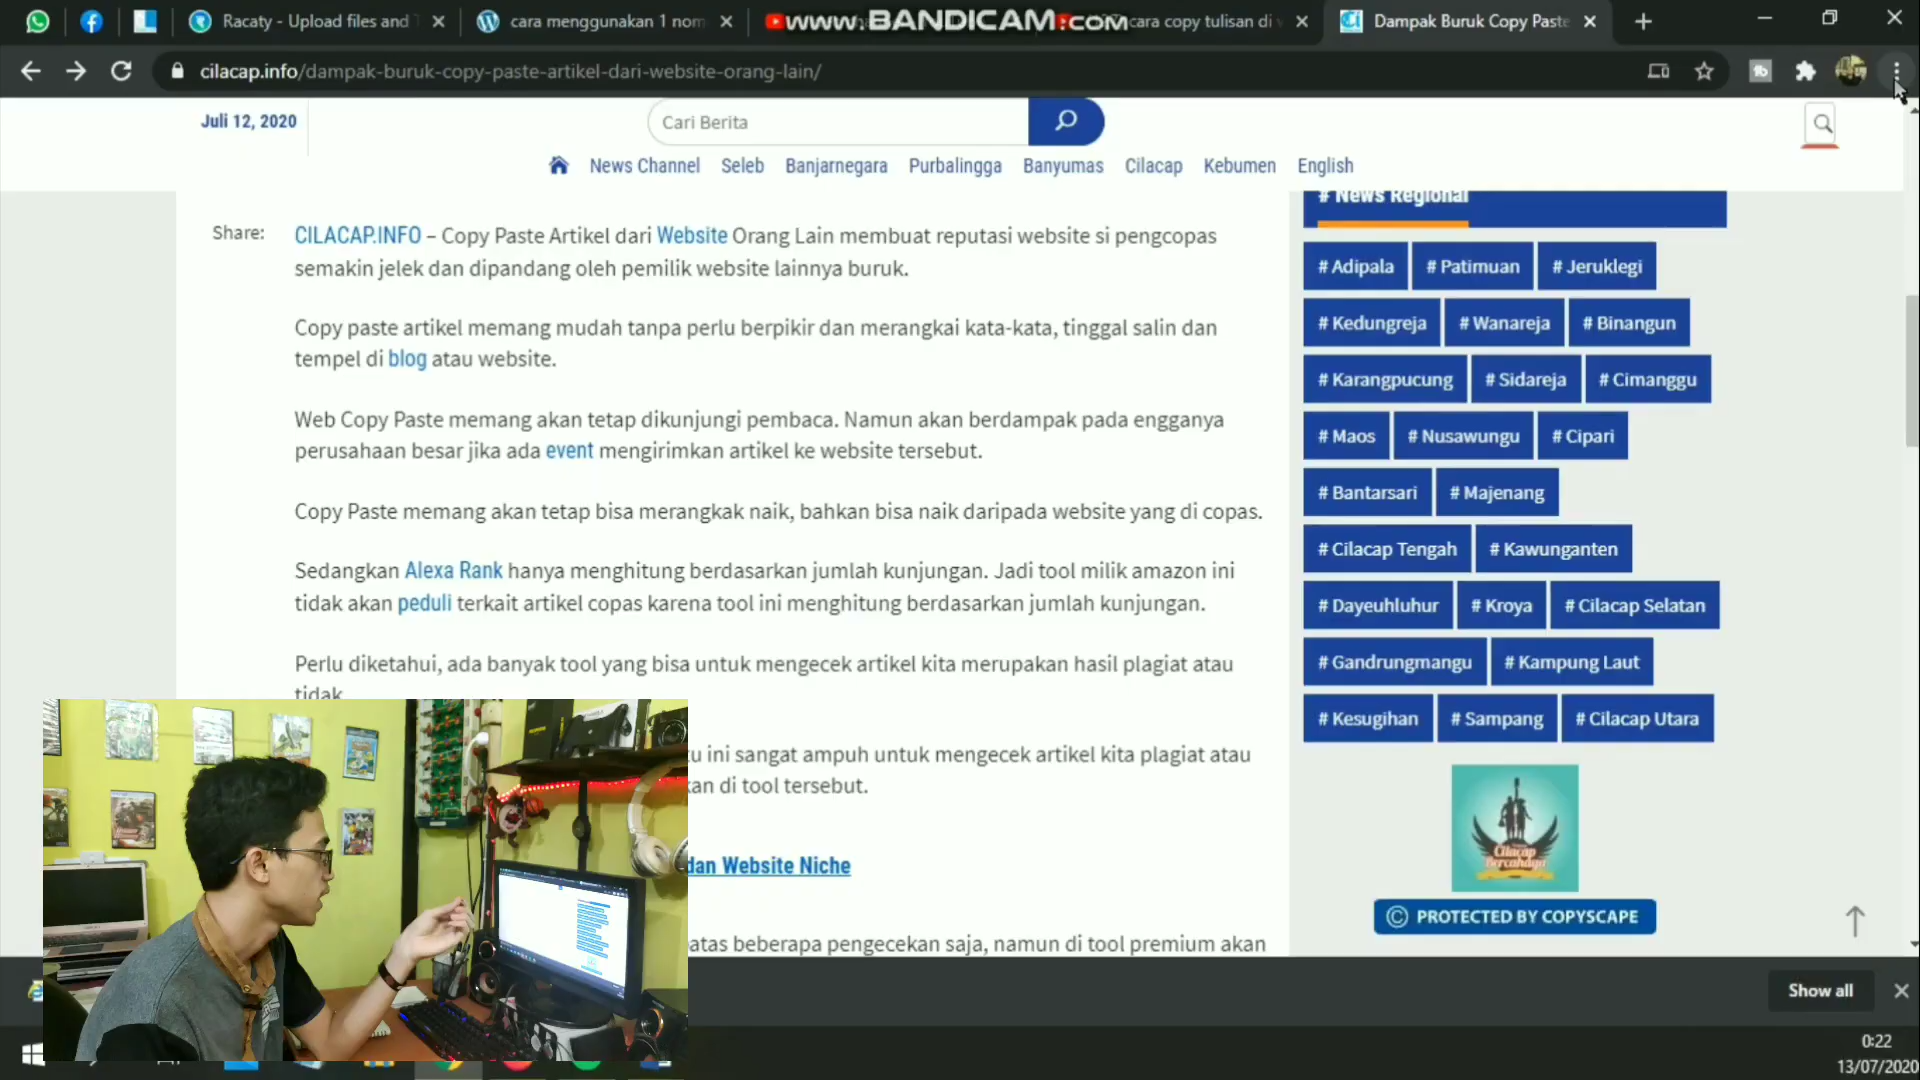 Racaty - Upload files and
cara menggunakan 1 nom
www.BANDICAM.com
cara copy tulisan di
Dampak Buruk Copy Paste
cilacap.info/dampak-buruk-copy-paste-artikel-dari-website-orang-lain/
Juli 12, 2020
Cari Berita
News Channel Seleb Banjarnegara Purbalingga Banyumas Cilacap Kebumen English
Share:
CILACAP.INFO – Copy Paste Artikel dari Website Orang Lain membuat reputasi website si pengcopas
semakin jelek dan dipandang oleh pemilik website lainnya buruk.
Copy paste artikel memang mudah tanpa perlu berpikir dan merangkai kata-kata, tinggal salin dan
tempel di blog atau website.
Web Copy Paste memang akan tetap dikunjungi pembaca. Namun akan berdampak pada engganya
perusahaan besar jika ada event mengirimkan artikel ke website tersebut.
Copy Paste memang akan tetap bisa merangkak naik, bahkan bisa naik daripada website yang di copas.
Sedangkan Alexa Rank hanya menghitung berdasarkan jumlah kunjungan. Jadi tool milik amazon ini
tidak akan peduli terkait artikel copas karena tool ini menghitung berdasarkan jumlah kunjungan.
Perlu diketahui, ada banyak tool yang bisa untuk mengecek artikel kita merupakan hasil plagiat atau
tidak
ini sangat ampuh untuk mengecek artikel kita plagiat atau
di tool tersebut.
dan Website Niche
beberapa pengecekan saja, namun di tool premium akan
# News Regional
# Adipala # Patimuan # Jeruklegi
# Kedungreja # Wanareja # Binangun
# Karangpucung # Sidareja # Cimanggu
# Maos # Nusawungu # Cipari
# Bantarsari # Majenang
# Cilacap Tengah # Kawunganten
# Dayeuhluhur # Kroya # Cilacap Selatan
# Gandrungmangu # Kampung Laut
# Kesugihan # Sampang # Cilacap Utara
Cilacap
Bercahaya
© PROTECTED BY COPYSCAPE
Show all
0:22
13/07/2020